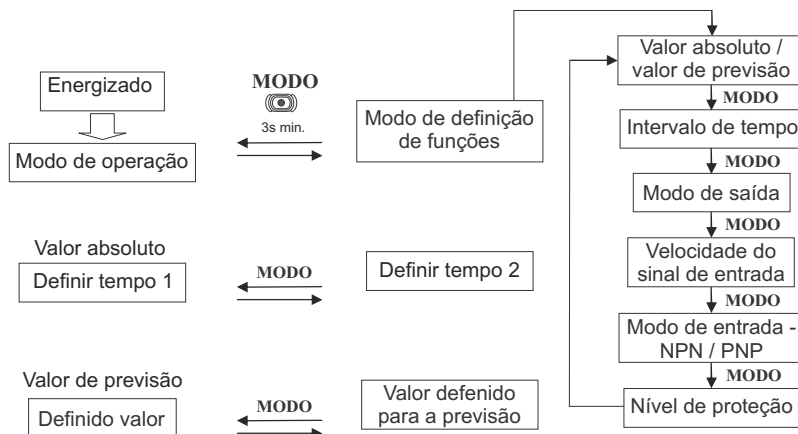 Energizado
Modo de operação
MODO
3s min.
Modo de definição
de funções
Valor absoluto /
valor de previsão
MODO
Intervalo de tempo
MODO
Modo de saída
MODO
Velocidade do
sinal de entrada
MODO
Modo de entrada -
NPN / PNP
MODO
Nível de proteção
Valor absoluto
Definir tempo 1
MODO
Definir tempo 2
Valor de previsão
Definido valor
MODO
Valor defenido
para a previsão